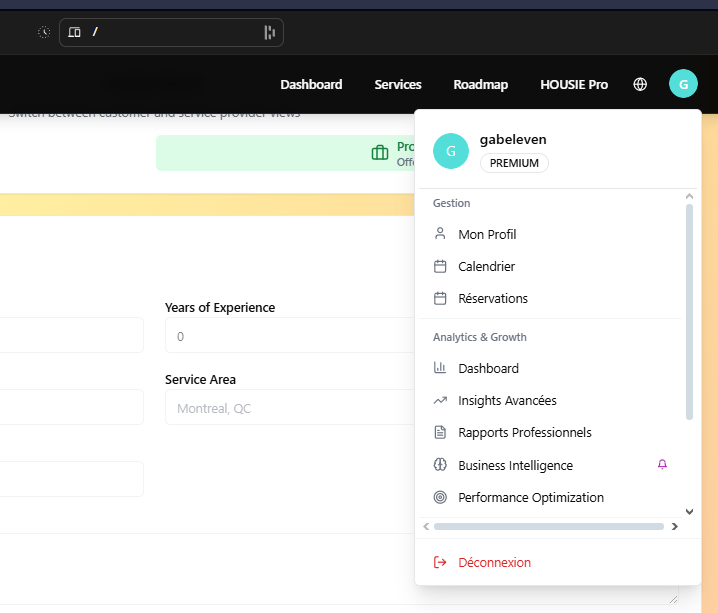 /
Dashboard Services Roadmap HOUSIE Pro G
Switch between customer and service provider views
Pro
Offe
G gabeleven
PREMIUM
Gestion
Mon Profil
Calendrier
Réservations
Analytics & Growth
Dashboard
Insights Avancées
Rapports Professionnels
Business Intelligence
Performance Optimization
Déconnexion
Years of Experience
0
Service Area
Montreal, QC